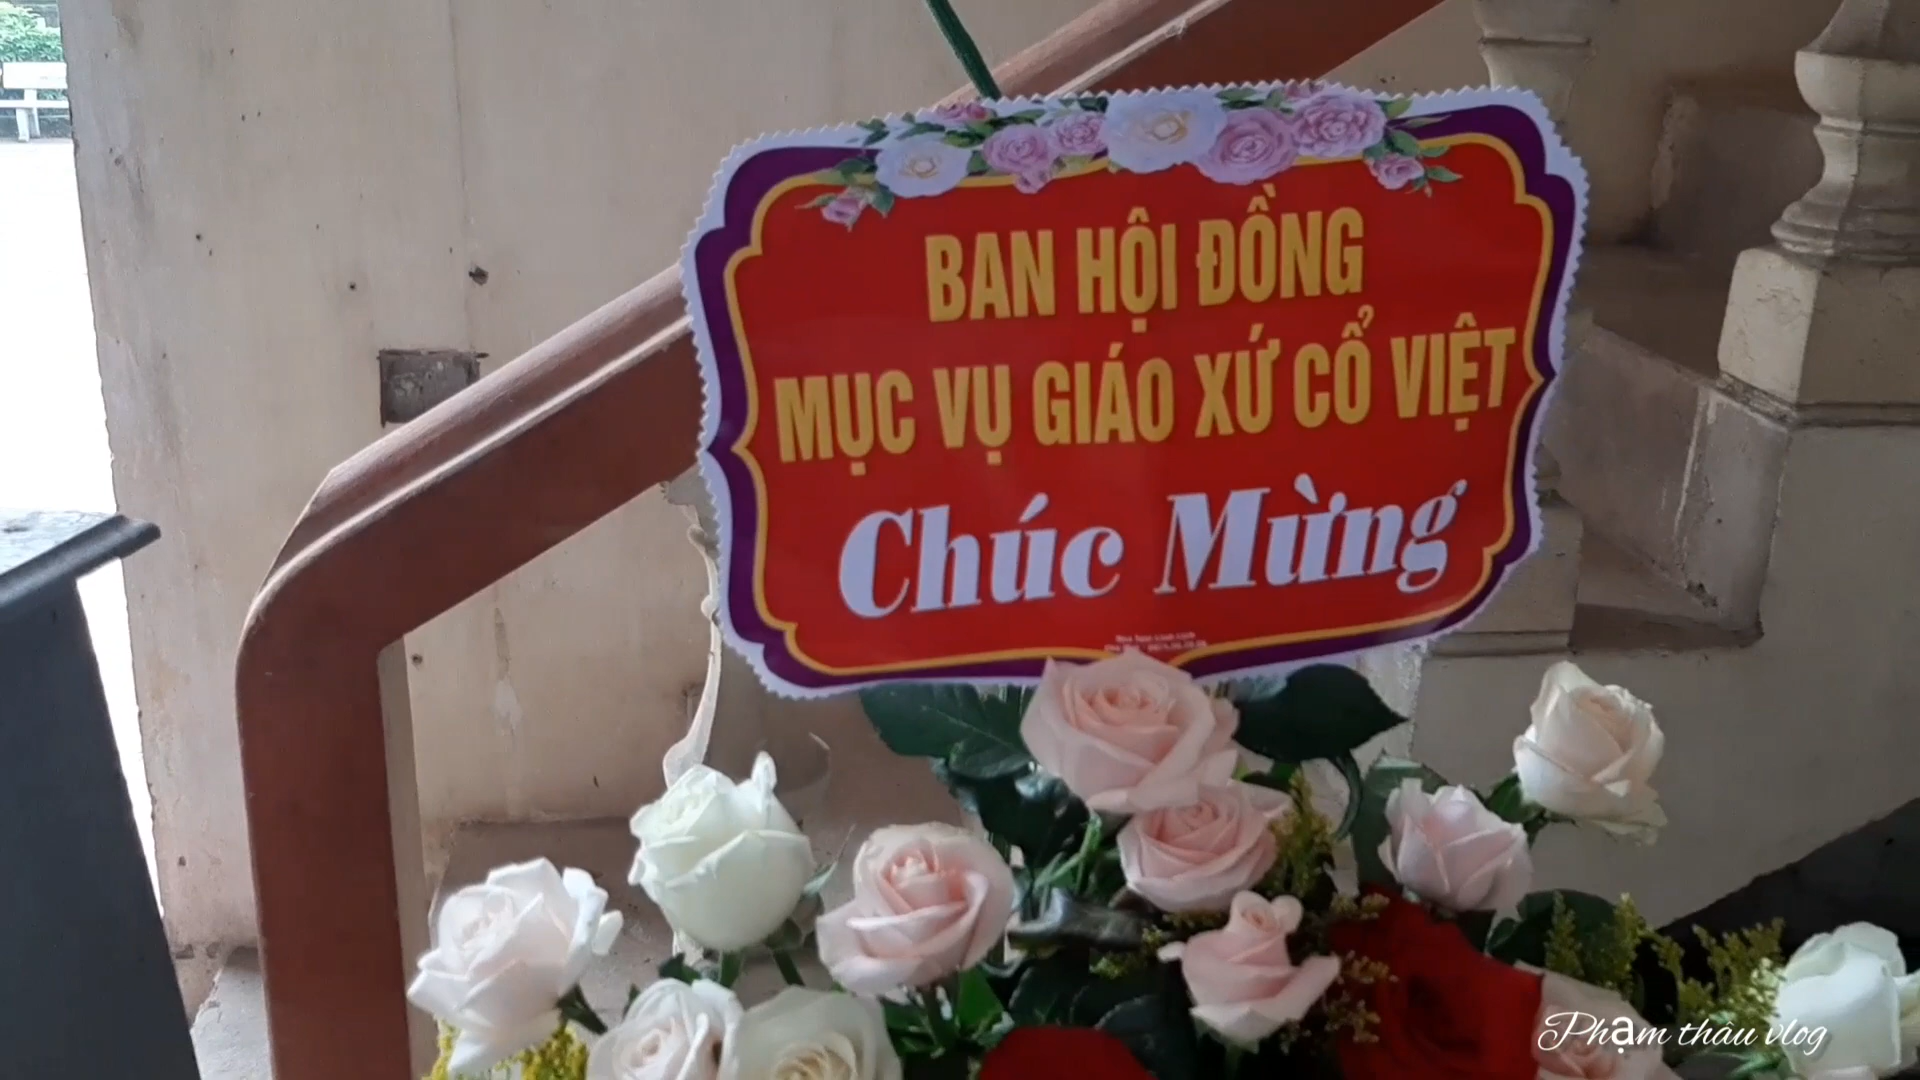 BAN HỘI ĐỒNG
MỤC VỤ GIÁO XỨ CỔ VIỆT
Chúc Mừng
Phạm thâu vlog